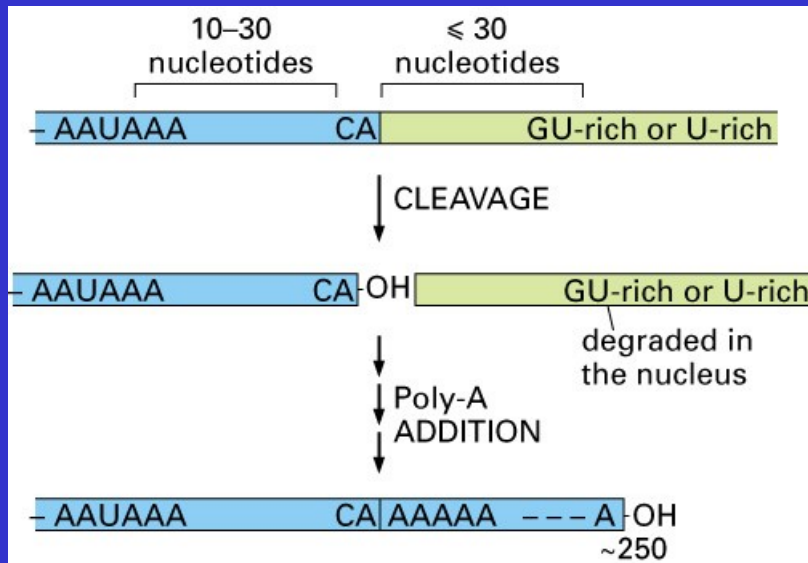 10–30 nucleotides
⩽ 30 nucleotides
– AAUAAA CA GU-rich or U-rich
CLEAVAGE
– AAUAAA CA -OH GU-rich or U-rich
degraded in
the nucleus
Poly-A
ADDITION
– AAUAAA CA AAAAA – – – A -OH
~250